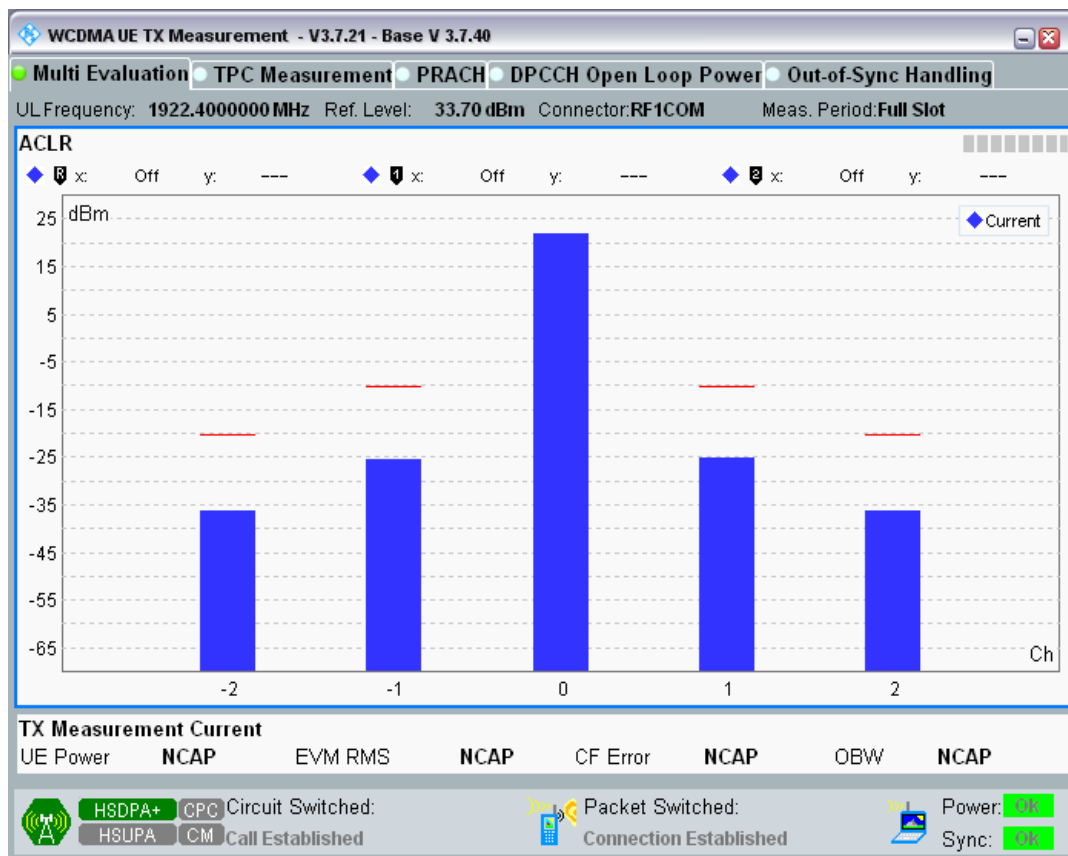 WCDMA UE TX Measurement - V3.7.21 - Base V 3.7.40
Multi Evaluation TPC Measurement PRACH DPCCH Open Loop Power Out-of-Sync Handling
UL Frequency: 1922.4000000 MHz Ref. Level: 33.70 dBm Connector:RF1COM Meas. Period:Full Slot
ACLR
R x: Off y: --- 1 x: Off y: --- 2 x: Off y: ---
dBm
Current
25
15
5
-5
-15
-25
-35
-45
-55
-65
Ch
-2 -1 0 1 2
TX Measurement Current
UE Power NCAP EVM RMS NCAP CF Error NCAP OBW NCAP
HSDPA+ CPC Circuit Switched: Packet Switched: Power: OK
HSUPA CM Call Established Connection Established Sync: OK